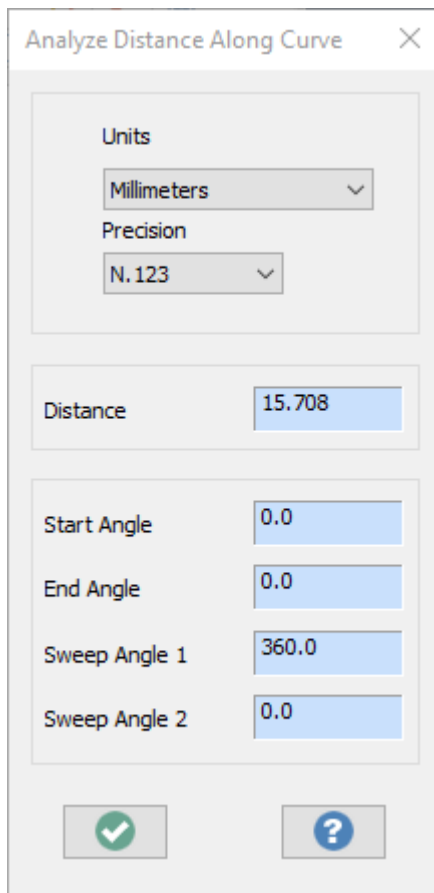 Analyze Distance Along Curve
Units
Millimeters
Precision
N.123
Distance 15.708
Start Angle 0.0
End Angle 0.0
Sweep Angle 1 360.0
Sweep Angle 2 0.0
?